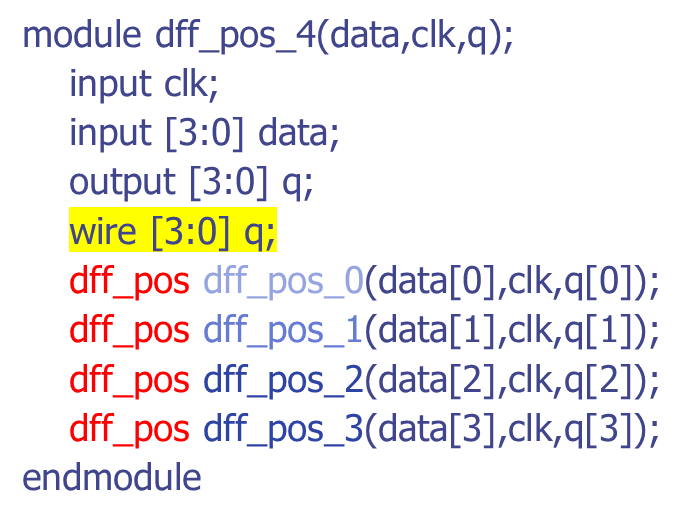 module dff_pos_4(data,clk,q);
input clk;
input [3:0] data;
output [3:0] q;
wire [3:0] q;
dff_pos dff_pos_0(data[0],clk,q[0]);
dff_pos dff_pos_1(data[1],clk,q[1]);
dff_pos dff_pos_2(data[2],clk,q[2]);
dff_pos dff_pos_3(data[3],clk,q[3]);
endmodule